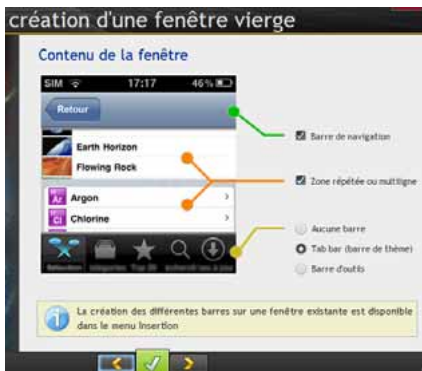 création d'une fenêtre vierge
Contenu de la fenêtre
SIM 17:17 46%
Retour
Barre de navigation
Earth Horizon
Flowing Rock
Zone répétée ou multiligne
Ar Argon
Cl Chlorine
Aucune barre
Tab bar (barre de thème)
Barre d'outils
La création des différentes barres sur une fenêtre existante est disponible
dans le menu Insertion